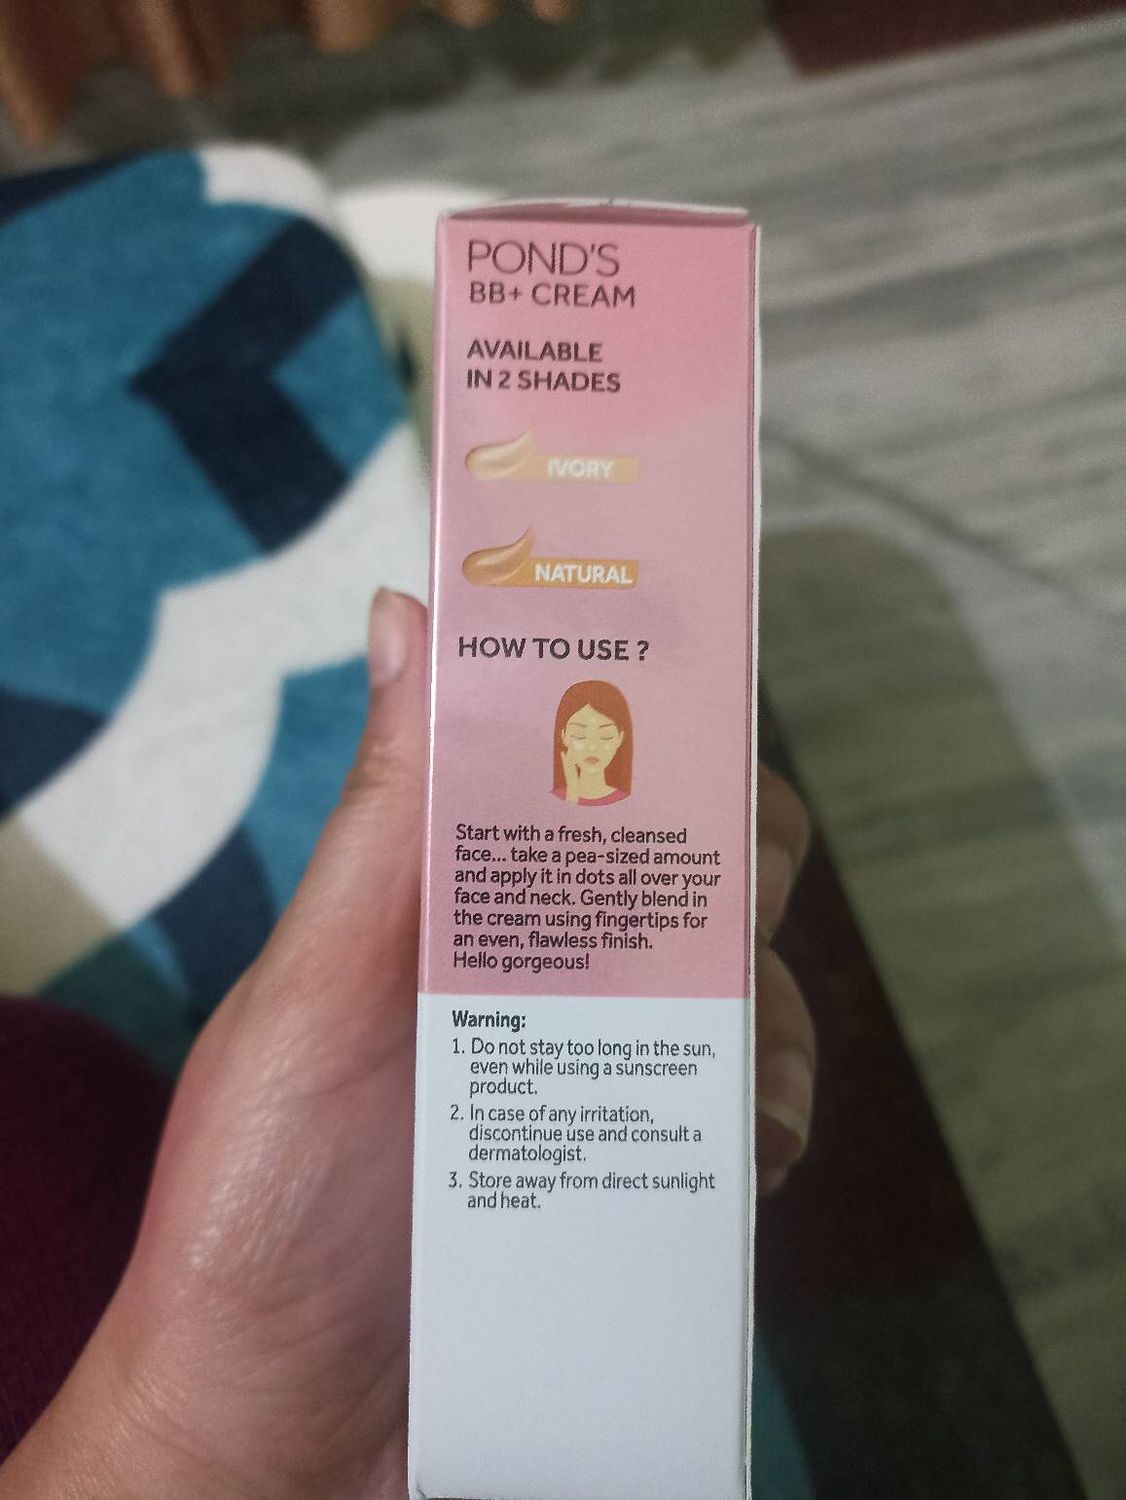 POND'S
BB+ CREAM
AVAILABLE
IN 2 SHADES
IVORY
NATURAL
HOW TO USE ?
Start with a fresh, cleansed
face... take a pea-sized amount
and apply it in dots all over your
face and neck. Gently blend in
the cream using fingertips for
an even, flawless finish.
Hello gorgeous!
Warning:
1. Do not stay too long in the sun,
even while using a sunscreen
product.
2. In case of any irritation,
discontinue use and consult a
dermatologist.
3. Store away from direct sunlight
and heat.